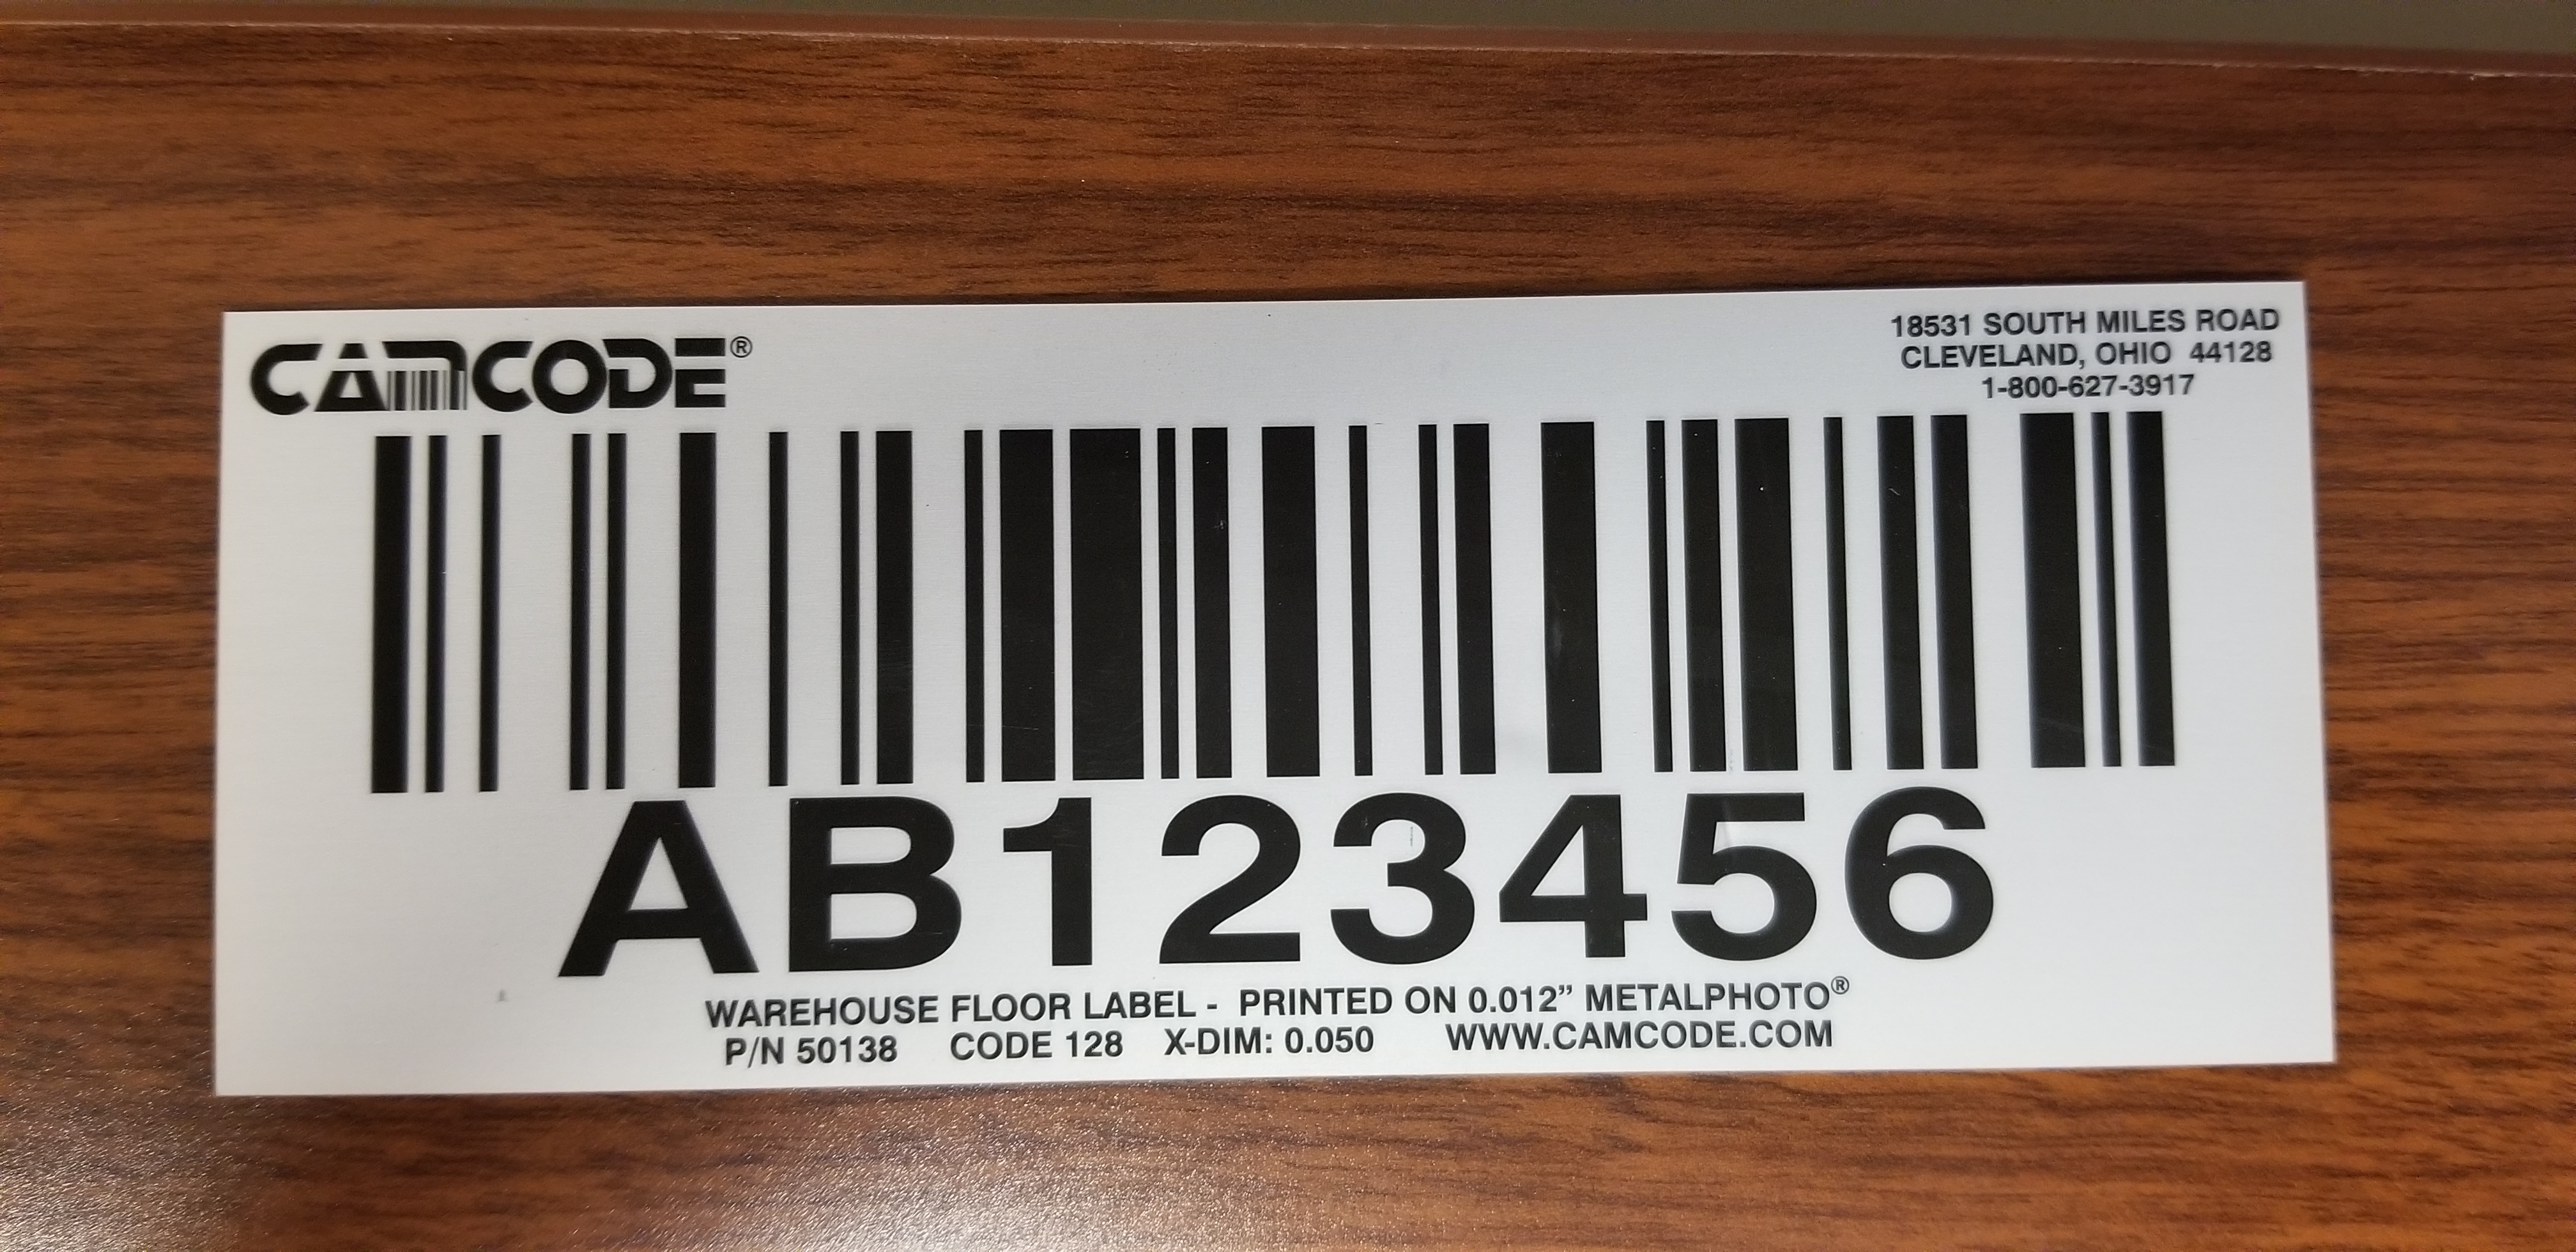 CAMCODE®
18531 SOUTH MILES ROAD
CLEVELAND, OHIO 44128
1-800-627-3917
AB123456
WAREHOUSE FLOOR LABEL - PRINTED ON 0.012” METALPHOTO®
P/N 50138 CODE 128 X-DIM: 0.050 WWW.CAMCODE.COM